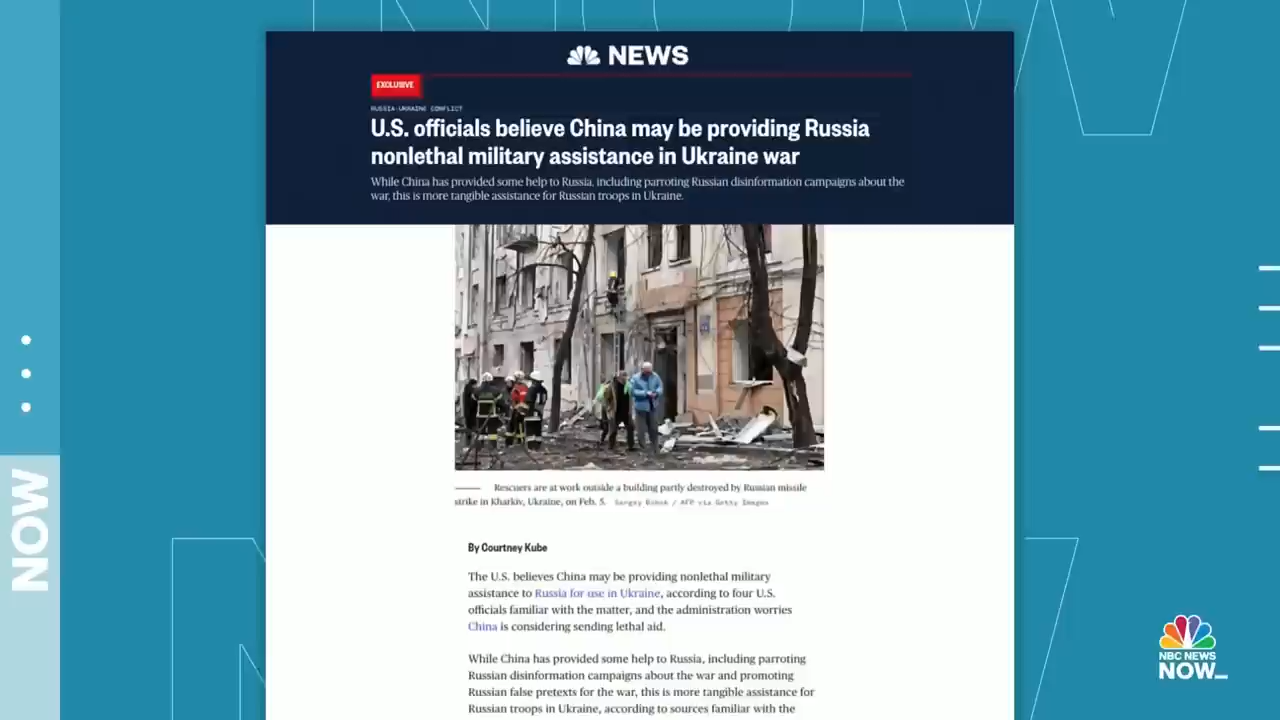 NEWS
EXCLUSIVE
RUSSIA-UKRAINE CONFLICT
U.S. officials believe China may be providing Russia
nonlethal military assistance in Ukraine war
While China has provided some help to Russia, including parroting Russian disinformation campaigns about the
war, this is more tangible assistance for Russian troops in Ukraine.
Rescuers are at work outside a building partly destroyed by Russian missile
strike in Kharkiv, Ukraine, on Feb. 5. Sergey Bobok / AFP via Getty Images
By Courtney Kube
The U.S. believes China may be providing nonlethal military
assistance to Russia for use in Ukraine, according to four U.S.
officials familiar with the matter, and the administration worries
China is considering sending lethal aid.
While China has provided some help to Russia, including parroting
Russian disinformation campaigns about the war and promoting
Russian false pretexts for the war, this is more tangible assistance for
Russian troops in Ukraine, according to sources familiar with the
NOW
NBC NEWS
NOW